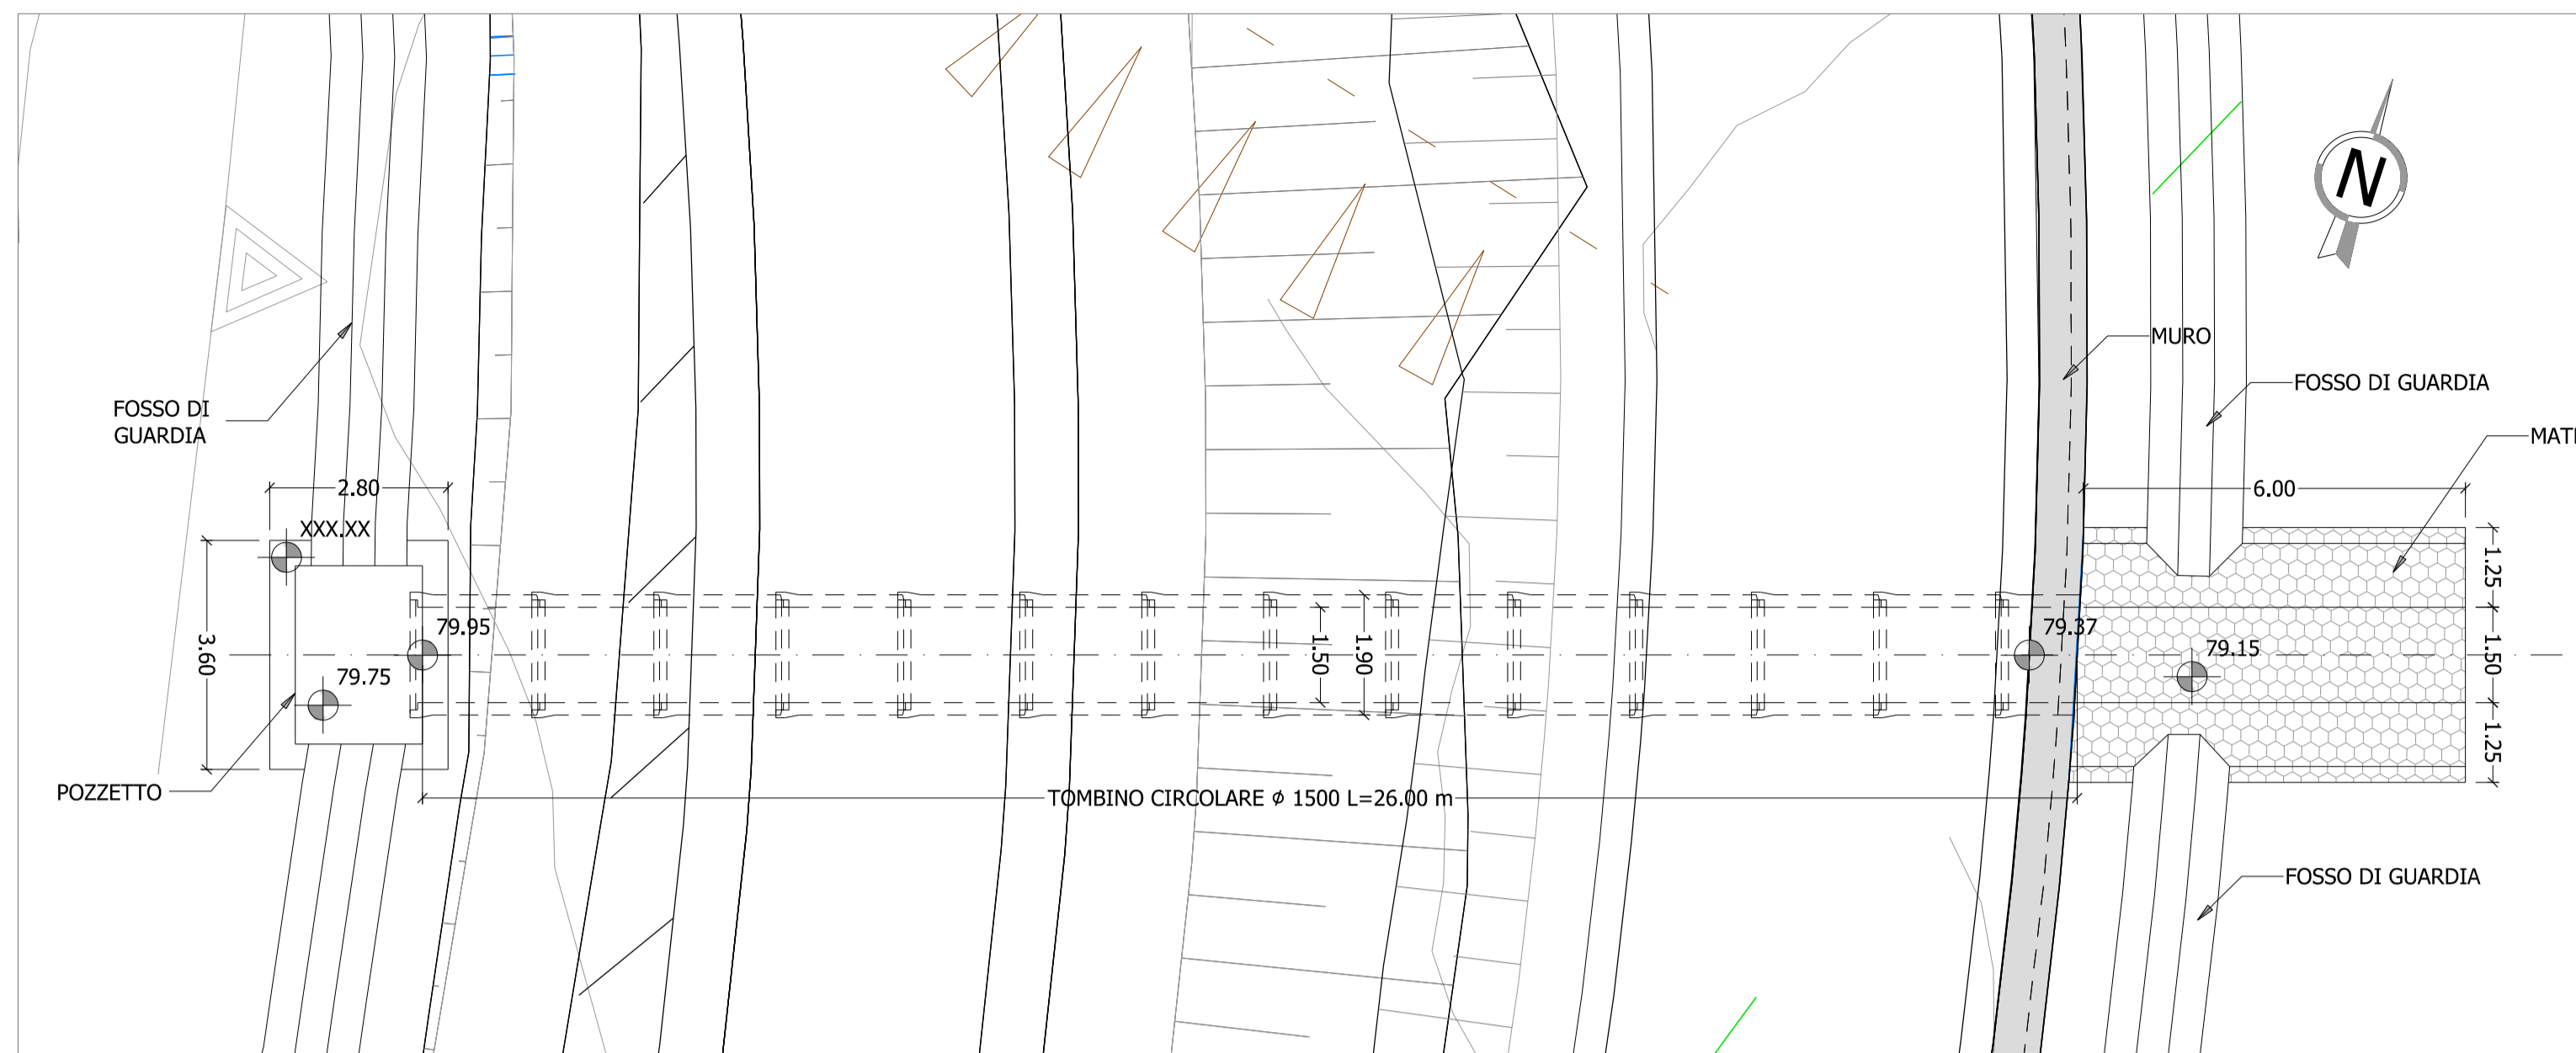 N
MURO
FOSSO DI GUARDIA
FOSSO DI
GUARDIA
MATE
2.80
6.00
XXX.XX
1.25
3.60
79.95
1.50
1.90
79.37
79.15
1.50
79.75
1.25
POZZETTO
TOMBINO CIRCOLARE ϕ 1500 L=26.00 m
FOSSO DI GUARDIA